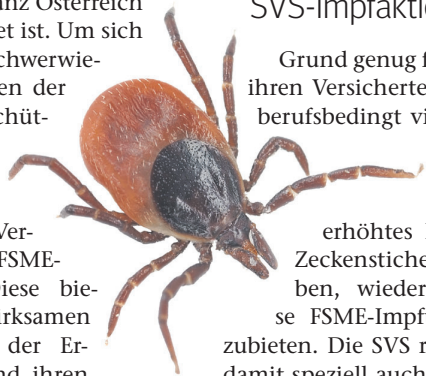 anz Österreich
et ist. Um sich
chwerwie-
en der
chüt-
Ver-
FSME-
Diese bie-
irksamen
der Er-
nd ihren
SVS-Impfaktio
Grund genug f
ihren Versicherte
berufsbedingt vi
erhöhtes
Zeckenstiche
ben, wieder
se FSME-Impf
zubieten. Die SVS r
damit speziell auch